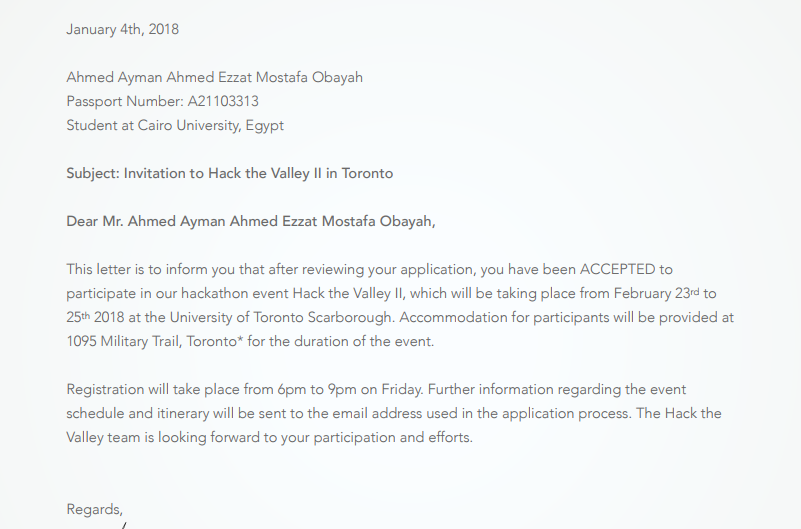 January 4th, 2018
Ahmed Ayman Ahmed Ezzat Mostafa Obayah
Passport Number: A21103313
Student at Cairo University, Egypt
Subject: Invitation to Hack the Valley II in Toronto
Dear Mr. Ahmed Ayman Ahmed Ezzat Mostafa Obayah,
This letter is to inform you that after reviewing your application, you have been ACCEPTED to
participate in our hackathon event Hack the Valley II, which will be taking place from February 23rd to
25th 2018 at the University of Toronto Scarborough. Accommodation for participants will be provided at
1095 Military Trail, Toronto* for the duration of the event.
Registration will take place from 6pm to 9pm on Friday. Further information regarding the event
schedule and itinerary will be sent to the email address used in the application process. The Hack the
Valley team is looking forward to your participation and efforts.
Regards,